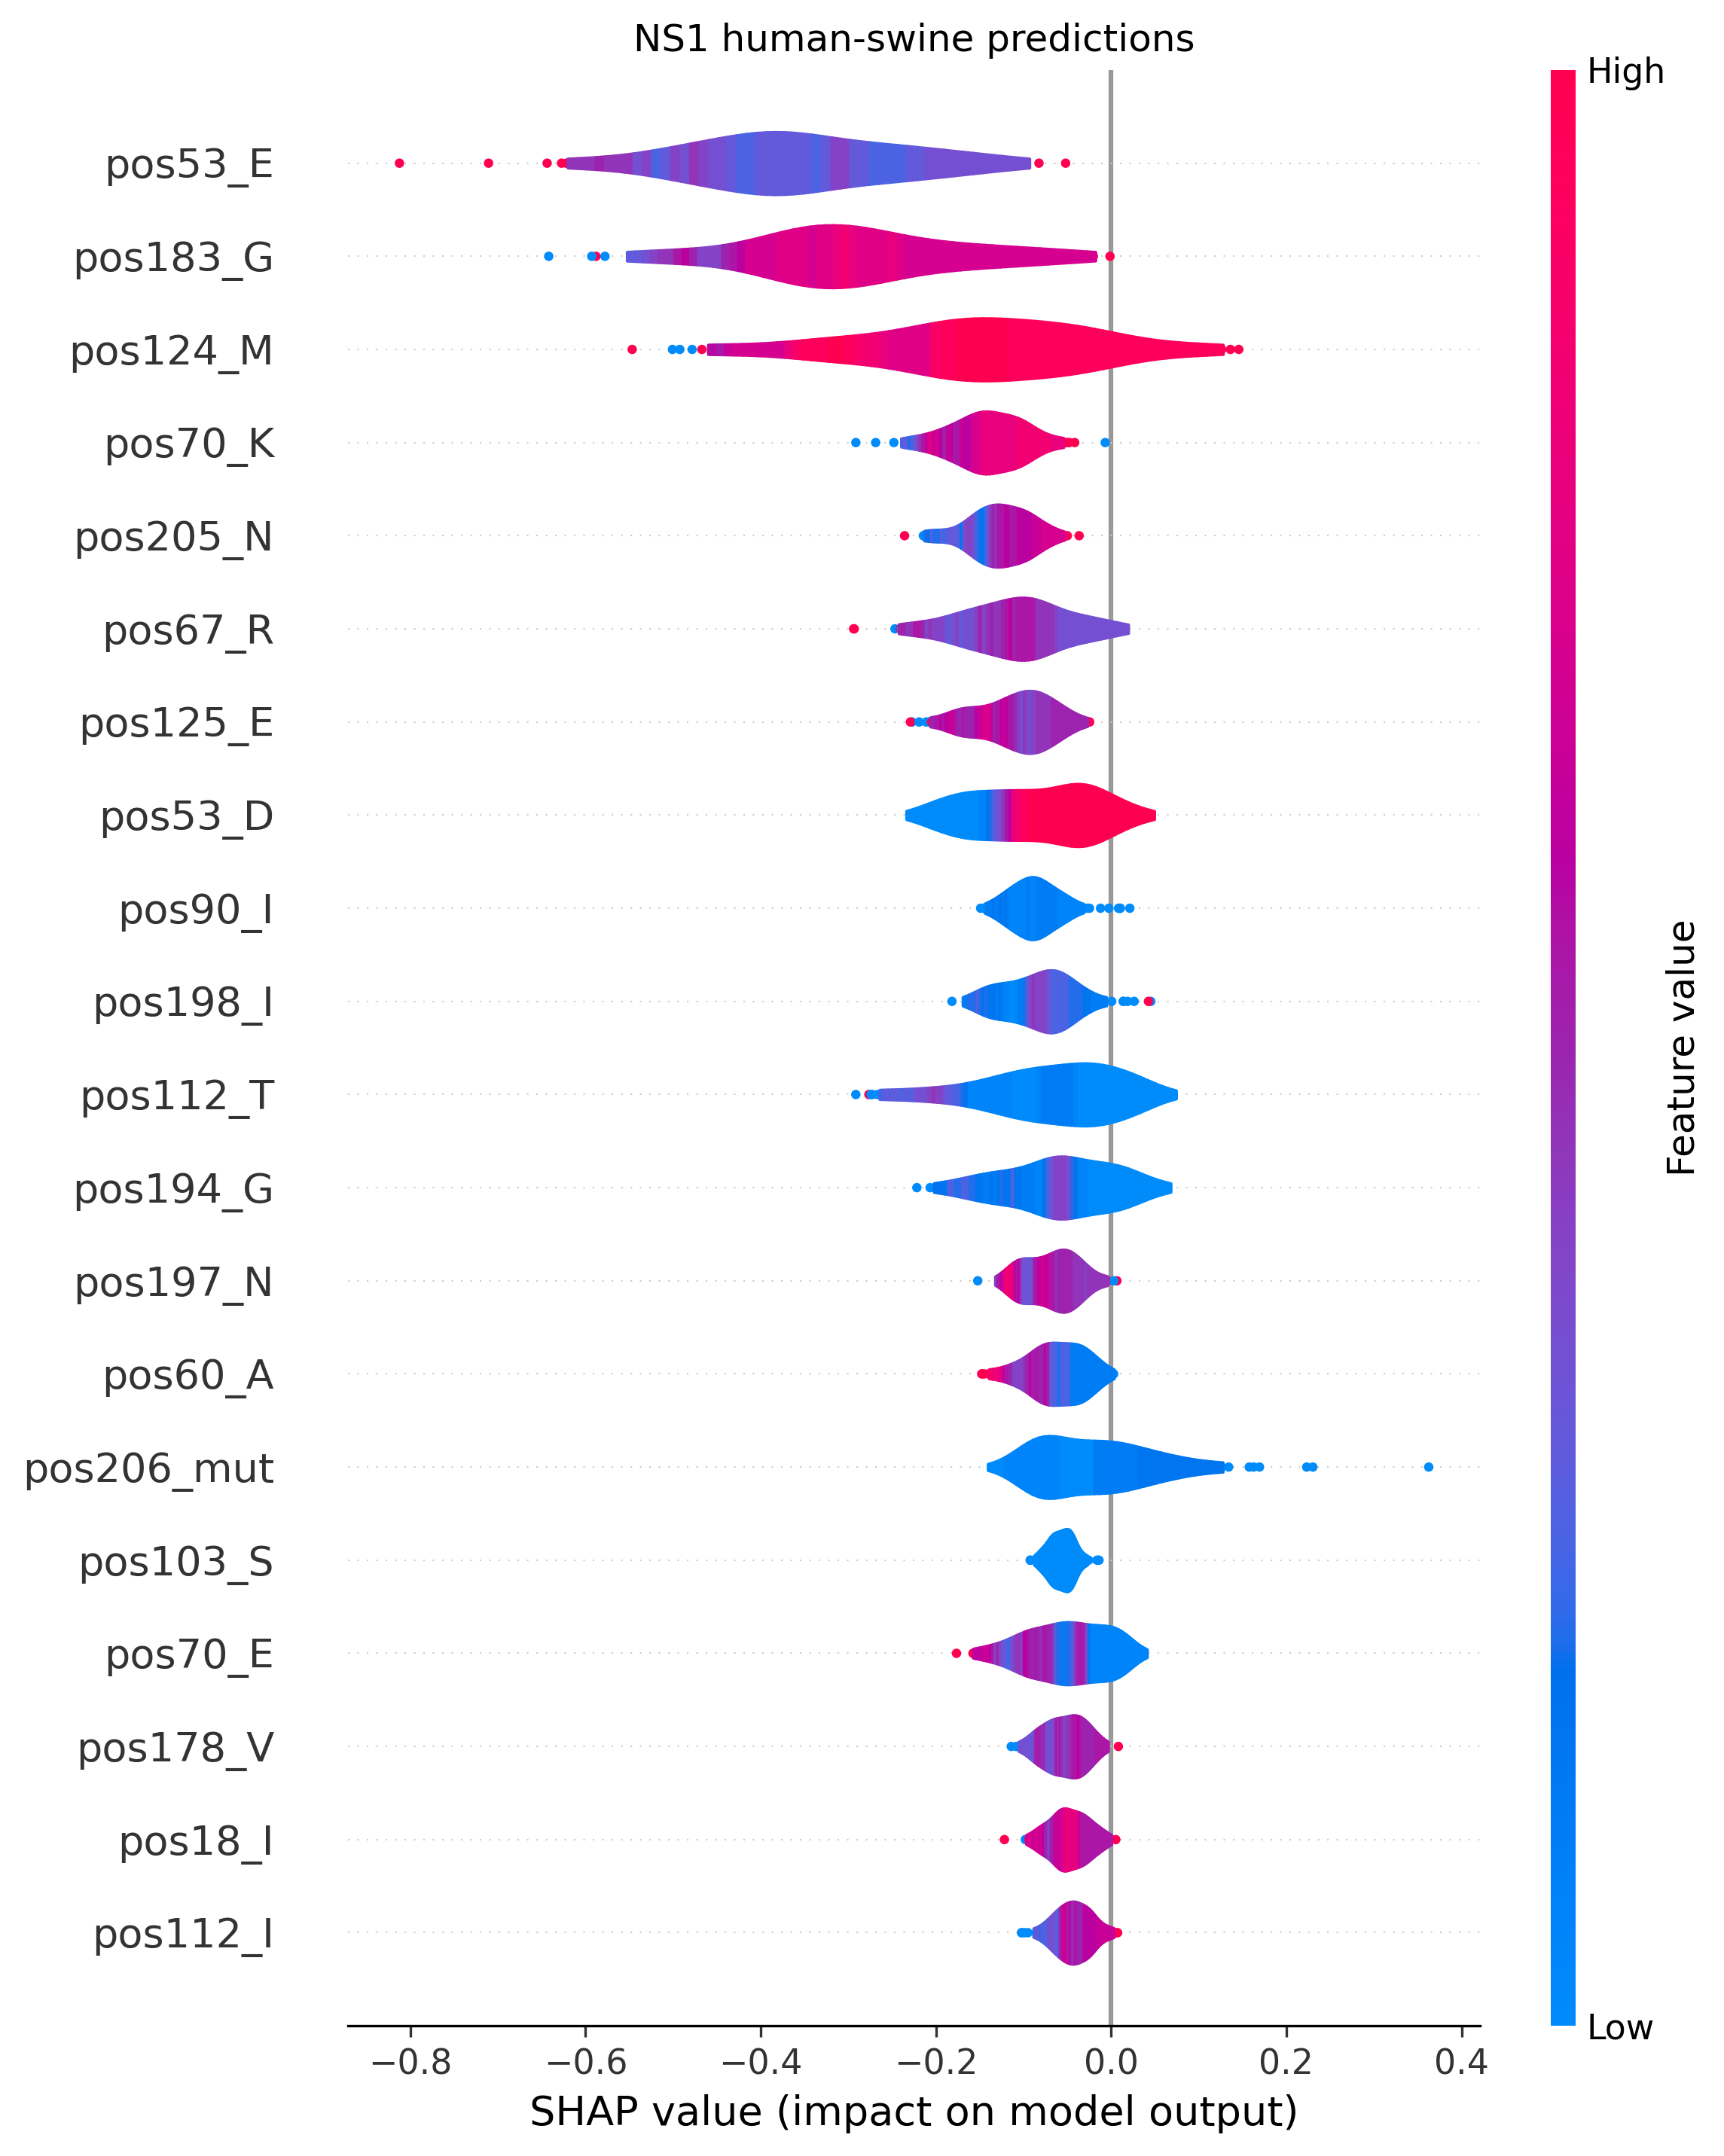 NS1 human-swine predictions
High
pos53_E
pos183_G
pos124_M
pos70_K
pos205_N
pos67_R
pos125_E
pos53_D
pos90_I
pos198_I
pos112_T
pos194_G
pos197_N
pos60_A
pos206_mut
pos103_S
pos70_E
pos178_V
pos18_I
pos112_I
Feature value
Low
−0.8 −0.6 −0.4 −0.2 0.0 0.2 0.4
SHAP value (impact on model output)